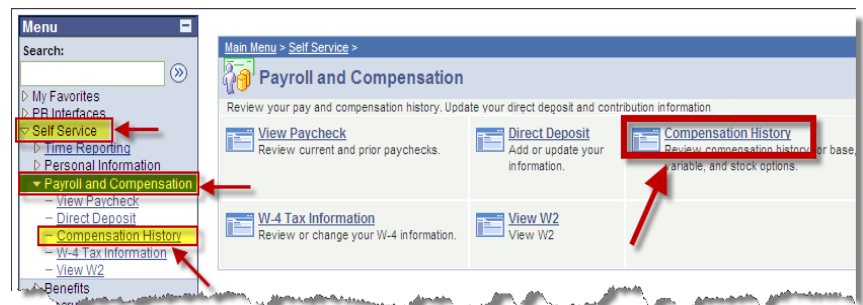 Menu
Search:
My Favorites
PB Interfaces
Self Service
Time Reporting
Personal Information
Payroll and Compensation
View Paycheck
Direct Deposit
Compensation History
W-4 Tax Information
View W2
Benefits
Main Menu > Self Service >
Payroll and Compensation
Review your pay and compensation history. Update your direct deposit and contribution information
View Paycheck
Review current and prior paychecks.
Direct Deposit
Add or update your
information.
Compensation History
Review compensation history for base,
variable, and stock options.
W-4 Tax Information
Review or change your W-4 information.
View W2
View W2